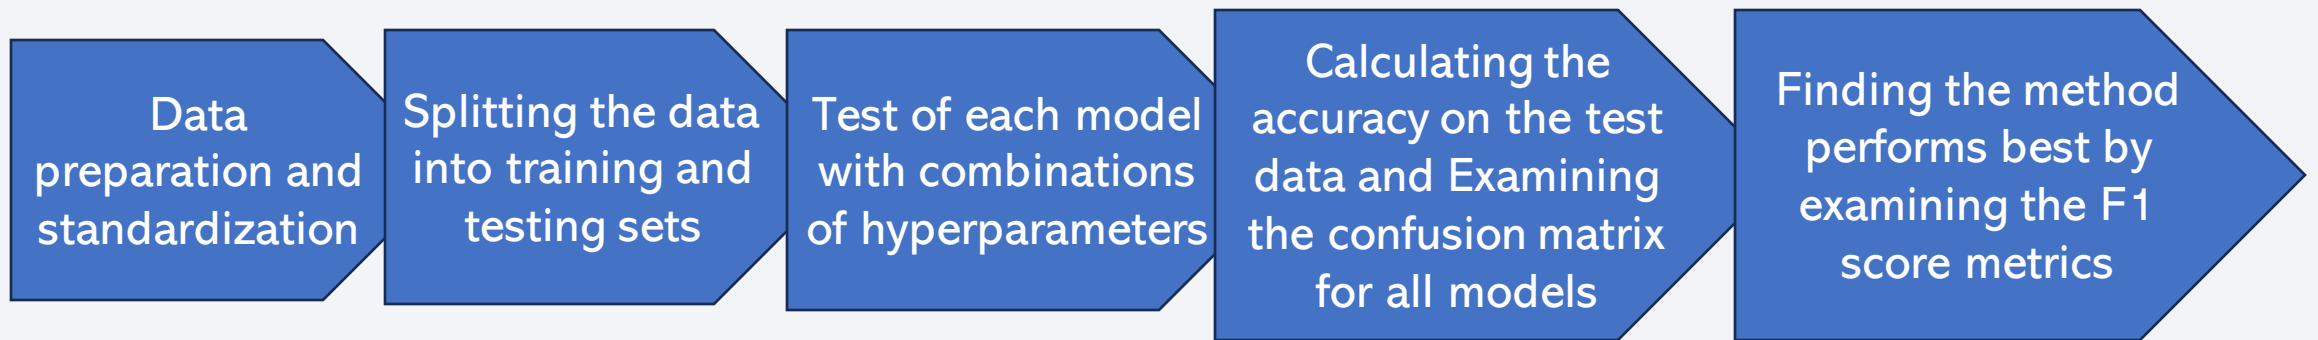 Data
preparation and
standardization
Splitting the data
into training and
testing sets
Test of each model
with combinations
of hyperparameters
Calculating the
accuracy on the test
data and Examining
the confusion matrix
for all models
Finding the method
performs best by
examining the F1
score metrics